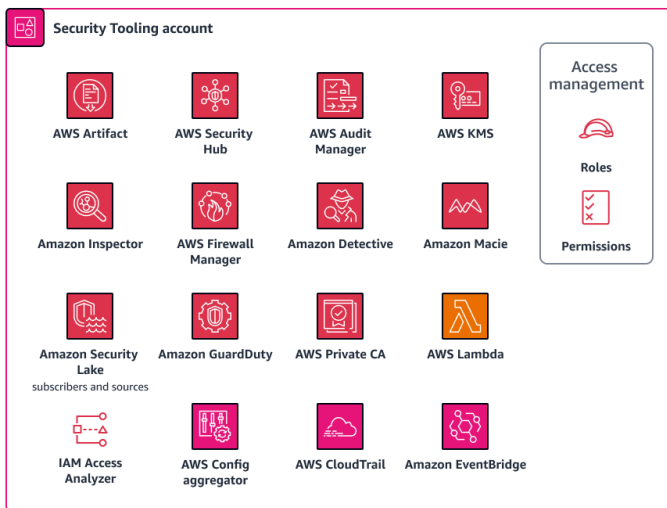 Security Tooling account
Access
management
AWS Artifact
AWS Security
Hub
AWS Audit
Manager
AWS KMS
Roles
Amazon Inspector
AWS Firewall
Manager
Amazon Detective
Amazon Macie
Permissions
Amazon Security
Lake
subscribers and sources
Amazon GuardDuty
AWS Private CA
AWS Lambda
IAM Access
Analyzer
AWS Config
aggregator
AWS CloudTrail
Amazon EventBridge